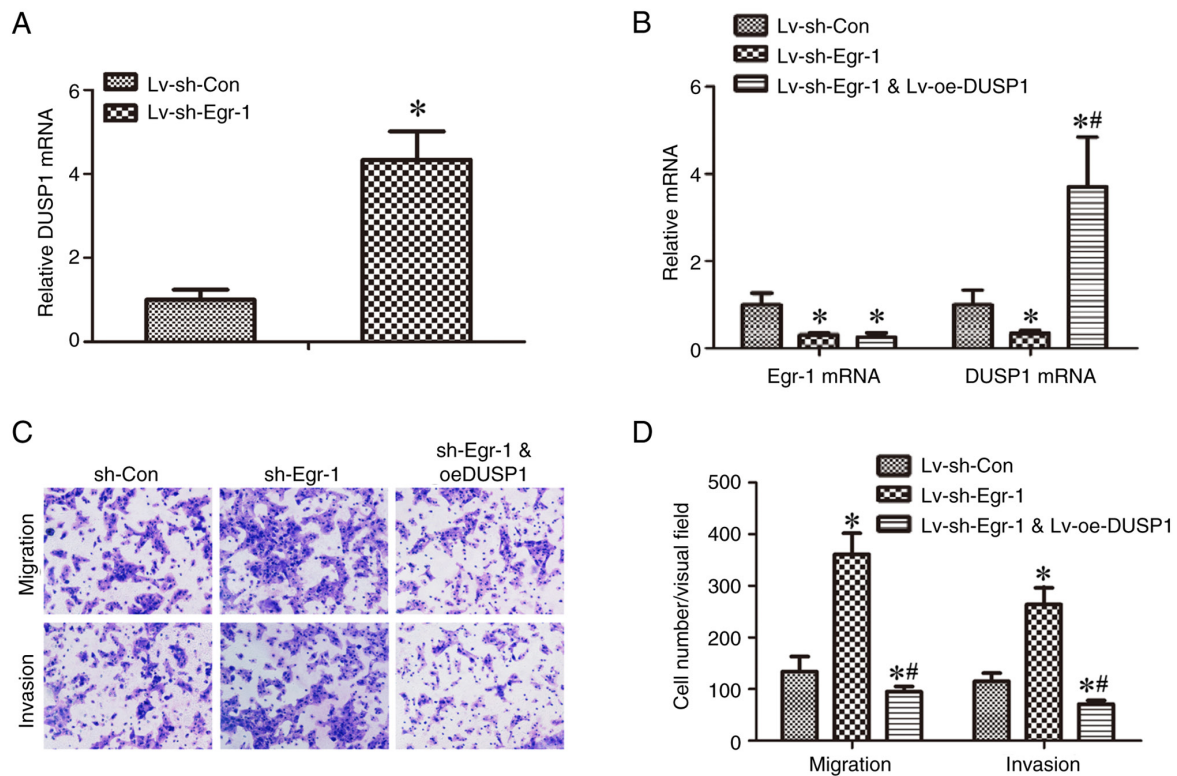 A
Lv-sh-Con
Lv-sh-Egr-1
Relative DUSP1 mRNA
6
4
2
0
*
B
Lv-sh-Con
Lv-sh-Egr-1
Lv-sh-Egr-1 & Lv-oe-DUSP1
Relative mRNA
6
4
2
0
*
*
*
*#
Egr-1 mRNA
DUSP1 mRNA
C
sh-Con
sh-Egr-1
sh-Egr-1 &
oeDUSP1
Migration
Invasion
D
Lv-sh-Con
Lv-sh-Egr-1
Lv-sh-Egr-1 & Lv-oe-DUSP1
Cell number/visual field
500
400
300
200
100
0
*
*#
*
*#
Migration
Invasion